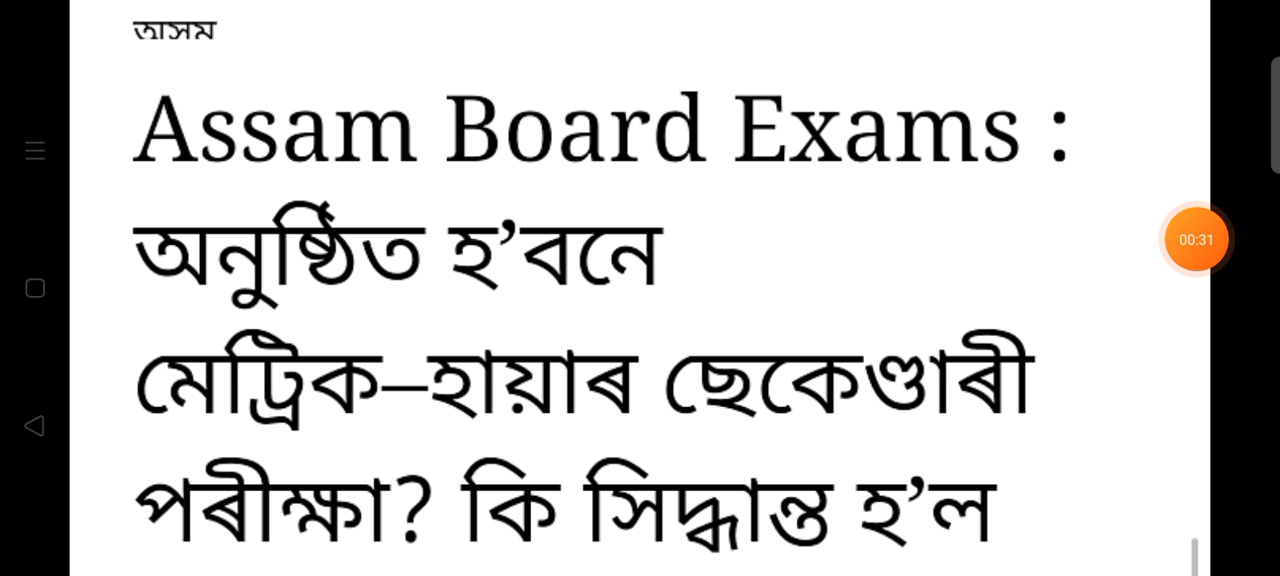 অসম
Assam Board Exams :
অনুষ্ঠিত হ’বনে
মেট্ৰিক–হায়াৰ ছেকেণ্ডাৰী
পৰীক্ষা? কি সিদ্ধান্ত হ’ল
00:31